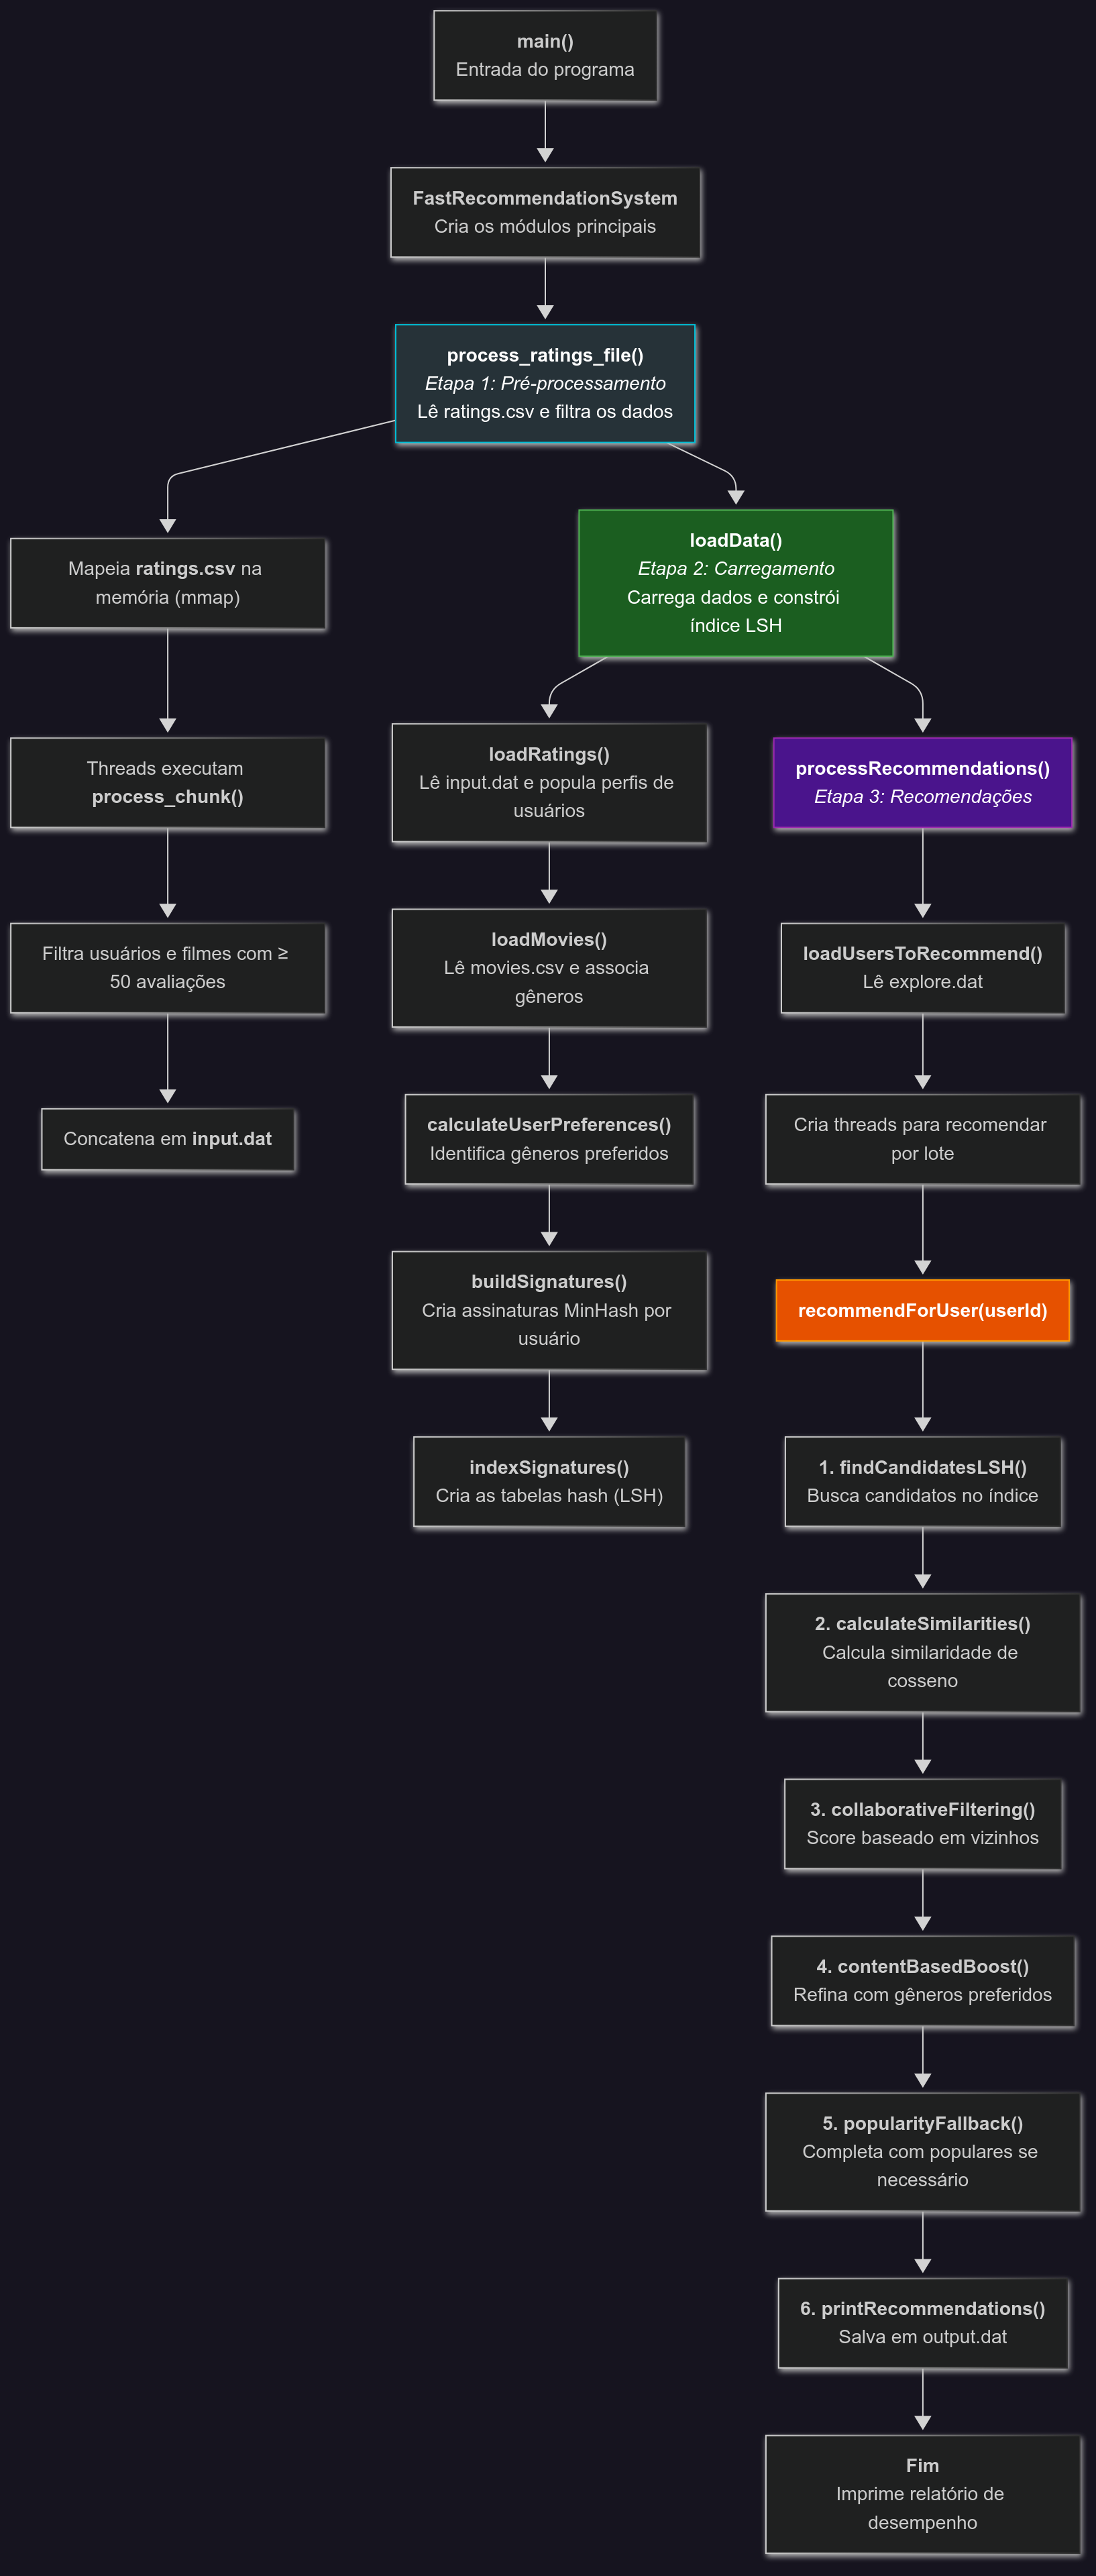 main()
Entrada do programa
FastRecommendationSystem
Cria os módulos principais
process_ratings_file()
Etapa 1: Pré-processamento
Lê ratings.csv e filtra os dados
Mapeia ratings.csv na
memória (mmap)
Threads executam
process_chunk()
Filtra usuários e filmes com ≥
50 avaliações
Concatena em input.dat
loadData()
Etapa 2: Carregamento
Carrega dados e constrói
índice LSH
loadRatings()
Lê input.dat e popula perfis de
usuários
loadMovies()
Lê movies.csv e associa
gêneros
calculateUserPreferences()
Identifica gêneros preferidos
buildSignatures()
Cria assinaturas MinHash por
usuário
indexSignatures()
Cria as tabelas hash (LSH)
processRecommendations()
Etapa 3: Recomendações
loadUsersToRecommend()
Lê explore.dat
Cria threads para recomendar
por lote
recommendForUser(userId)
1. findCandidatesLSH()
Busca candidatos no índice
2. calculateSimilarities()
Calcula similaridade de
cosseno
3. collaborativeFiltering()
Score baseado em vizinhos
4. contentBasedBoost()
Refina com gêneros preferidos
5. popularityFallback()
Completa com populares se
necessário
6. printRecommendations()
Salva em output.dat
Fim
Imprime relatório de
desempenho